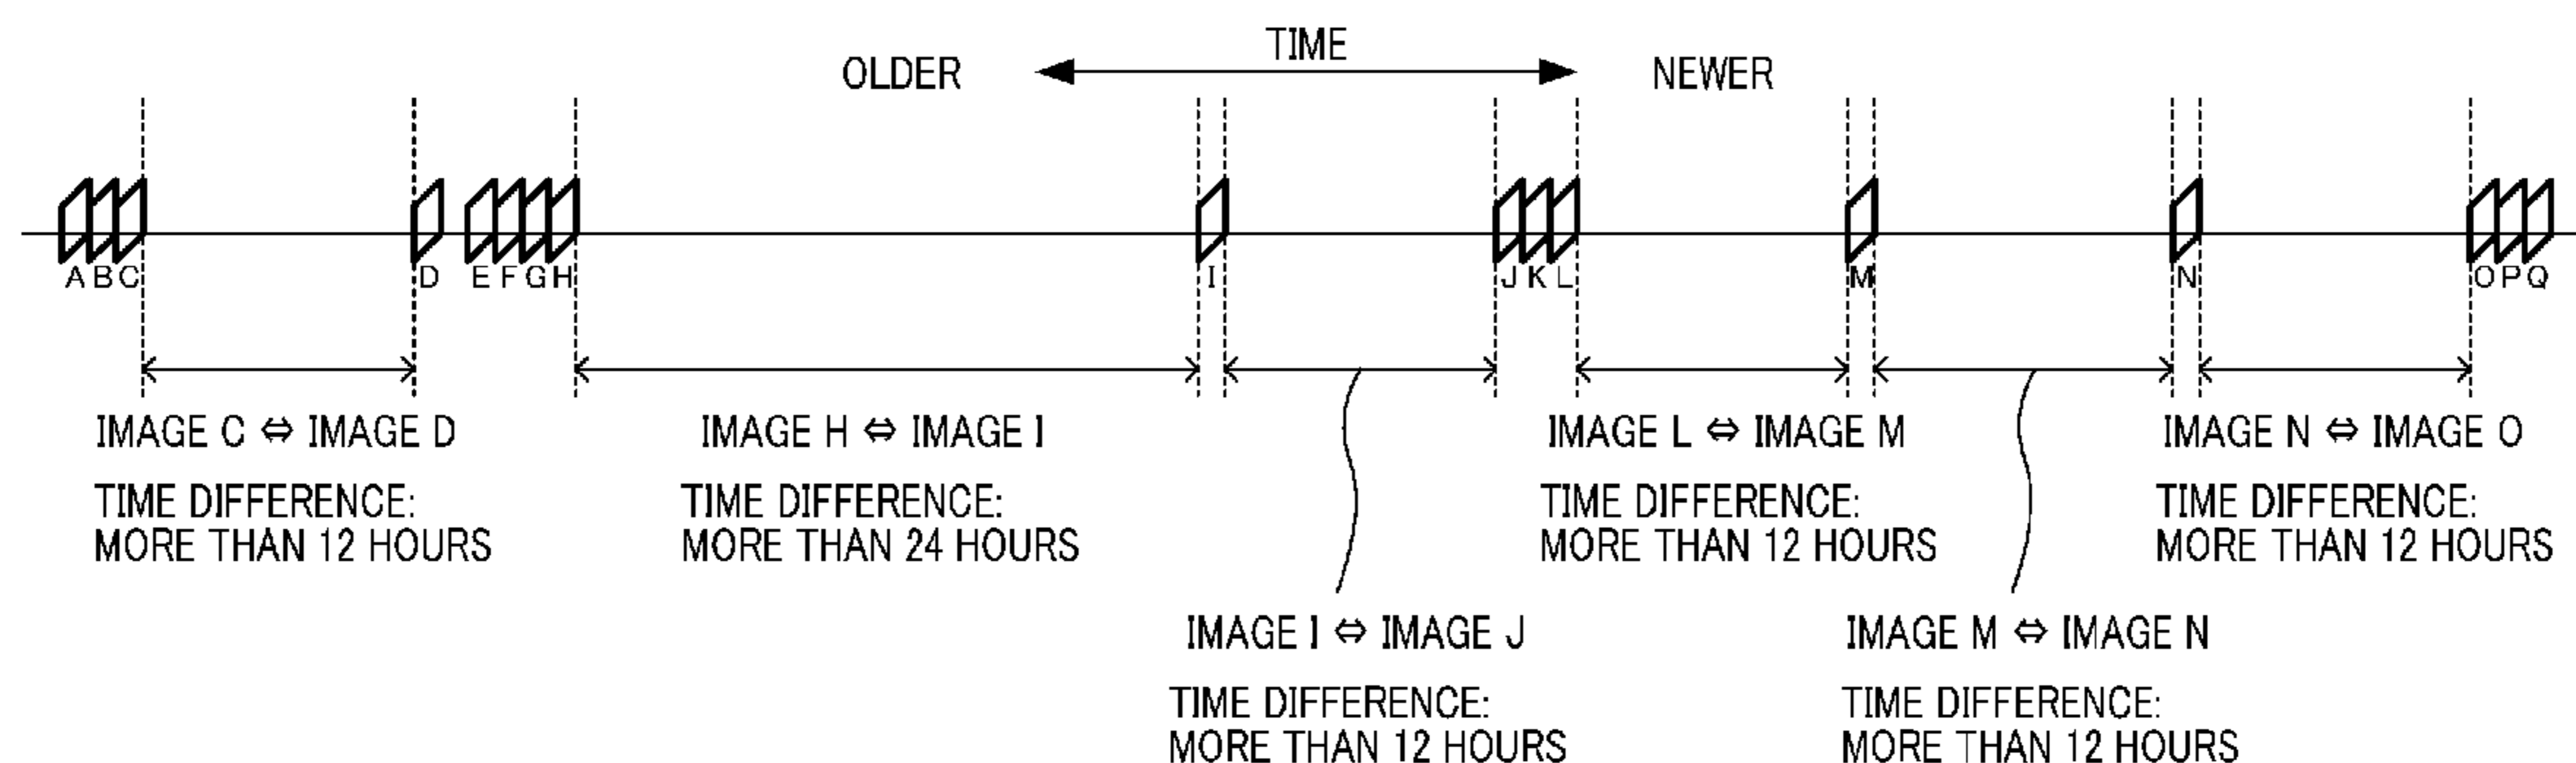 TIME
OLDER
NEWER
A B C D E F G H I J K L M N O P Q
IMAGE C ⇔ IMAGE D
TIME DIFFERENCE:
MORE THAN 12 HOURS
IMAGE H ⇔ IMAGE I
TIME DIFFERENCE:
MORE THAN 24 HOURS
IMAGE I ⇔ IMAGE J
TIME DIFFERENCE:
MORE THAN 12 HOURS
IMAGE L ⇔ IMAGE M
TIME DIFFERENCE:
MORE THAN 12 HOURS
IMAGE M ⇔ IMAGE N
TIME DIFFERENCE:
MORE THAN 12 HOURS
IMAGE N ⇔ IMAGE O
TIME DIFFERENCE:
MORE THAN 12 HOURS